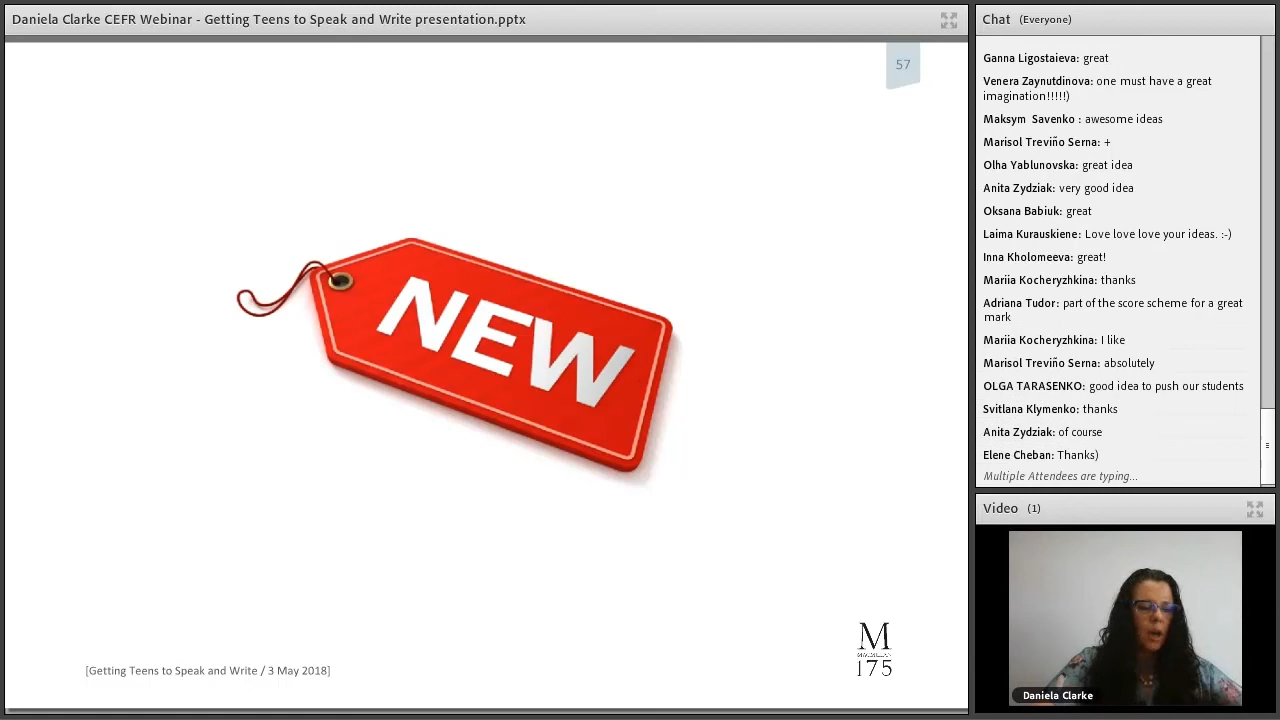 Daniela Clarke CEFR Webinar - Getting Teens to Speak and Write presentation.pptx
57
NEW
[Getting Teens to Speak and Write / 3 May 2018]
M
MACMILLAN
175
Chat (Everyone)
Ganna Ligostaieva: great
Venera Zaynutdinova: one must have a great
imagination!!!!!)
Maksym Savenko : awesome ideas
Marisol Treviño Serna: +
Olha Yablunovska: great idea
Anita Zydziak: very good idea
Oksana Babiuk: great
Laima Kurauskiene: Love love love your ideas. :-)
Inna Kholomeeva: great!
Mariia Kocheryzhkina: thanks
Adriana Tudor: part of the score scheme for a great
mark
Mariia Kocheryzhkina: I like
Marisol Treviño Serna: absolutely
OLGA TARASENKO: good idea to push our students
Svitlana Klymenko: thanks
Anita Zydziak: of course
Elene Cheban: Thanks)
Multiple Attendees are typing...
Video (1)
Daniela Clarke